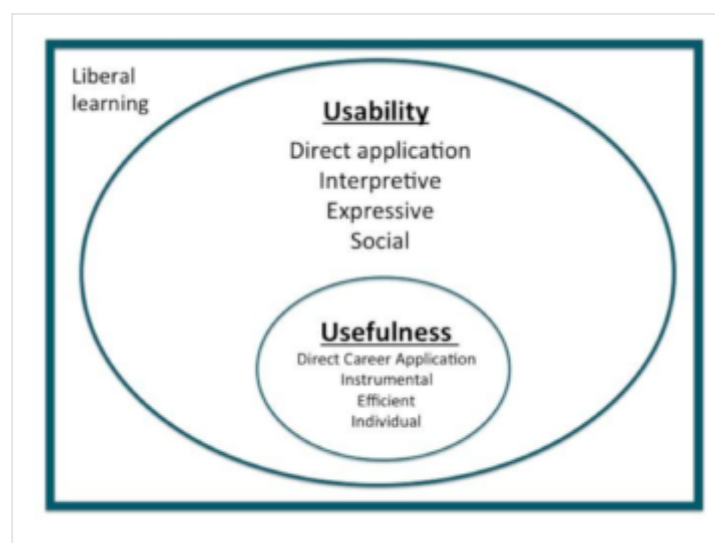 Liberal
learning
Usability
Direct application
Interpretive
Expressive
Social
Usefulness
Direct Career Application
Instrumental
Efficient
Individual